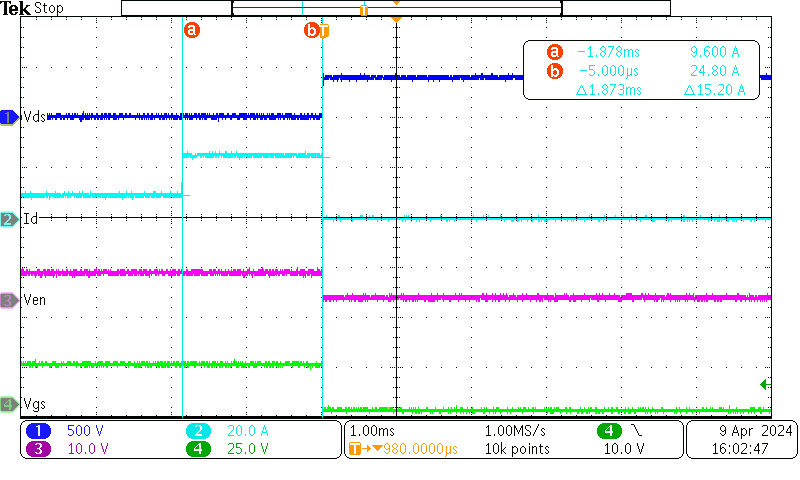 Tek Stop
a b T
a -1.878ms 9.600 A
b -5.000µs 24.80 A
Δ1.873ms Δ15.20 A
1 Vds
2 Id
3 Ven
4 Vgs
1 500 V 2 20.0 A 1.00ms 1.00MS/s 4 9 Apr 2024
3 10.0 V 4 25.0 V T→▼980.0000µs 10k points 10.0 V 16:02:47